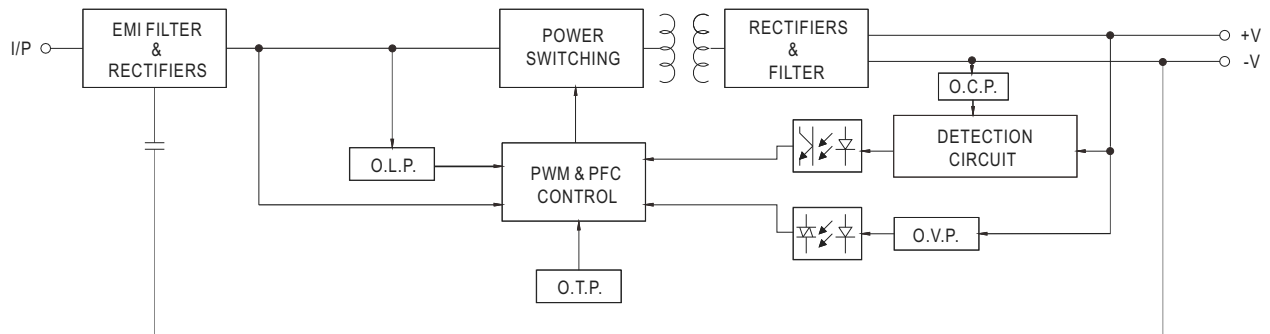 I/P
EMI FILTER
&
RECTIFIERS
POWER
SWITCHING
RECTIFIERS
&
FILTER
+V
-V
O.C.P.
DETECTION
CIRCUIT
O.L.P.
PWM & PFC
CONTROL
O.V.P.
O.T.P.